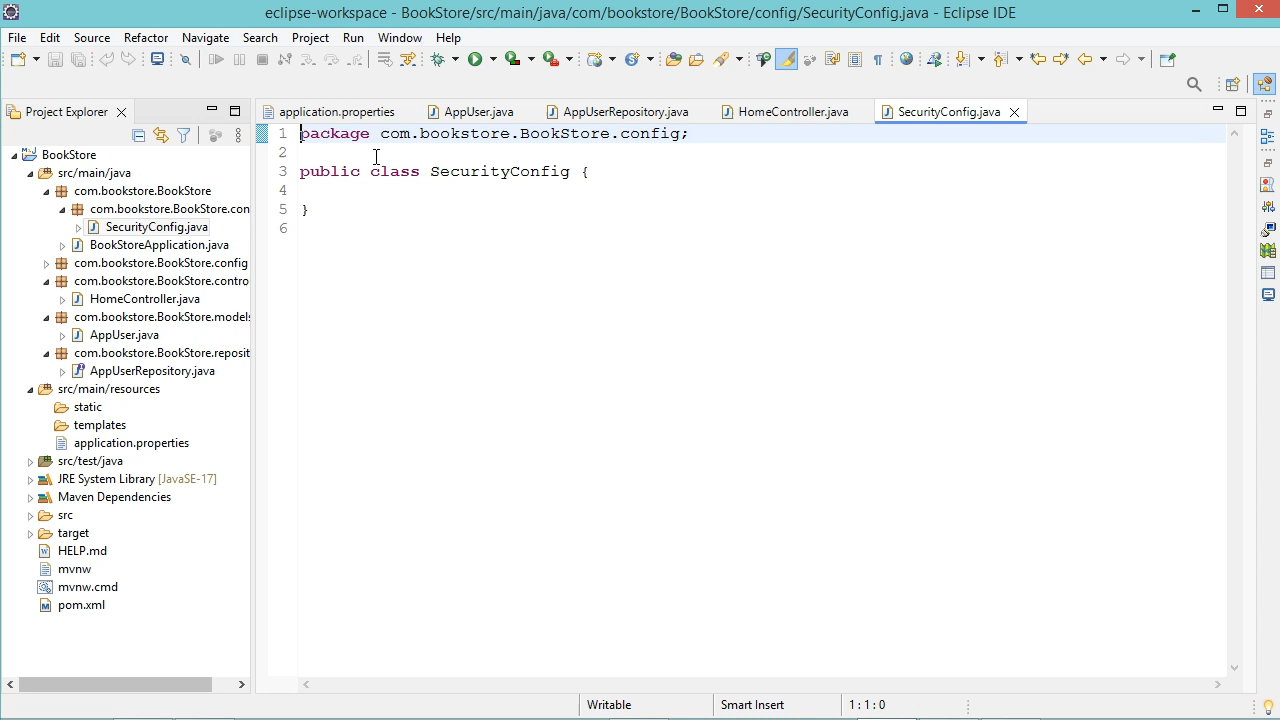 eclipse-workspace - BookStore/src/main/java/com/bookstore/BookStore/config/SecurityConfig.java - Eclipse IDE
File Edit Source Refactor Navigate Search Project Run Window Help
Project Explorer
application.properties AppUser.java AppUserRepository.java HomeController.java SecurityConfig.java
BookStore
src/main/java
com.bookstore.BookStore
com.bookstore.BookStore.con
SecurityConfig.java
BookStoreApplication.java
com.bookstore.BookStore.config
com.bookstore.BookStore.contro
HomeController.java
com.bookstore.BookStore.models
AppUser.java
com.bookstore.BookStore.reposit
AppUserRepository.java
src/main/resources
static
templates
application.properties
src/test/java
JRE System Library [JavaSE-17]
Maven Dependencies
src
target
HELP.md
mvnw
mvnw.cmd
pom.xml
1 package com.bookstore.BookStore.config;
2
3 public class SecurityConfig {
4
5 }
6
Writable Smart Insert 1 : 1 : 0